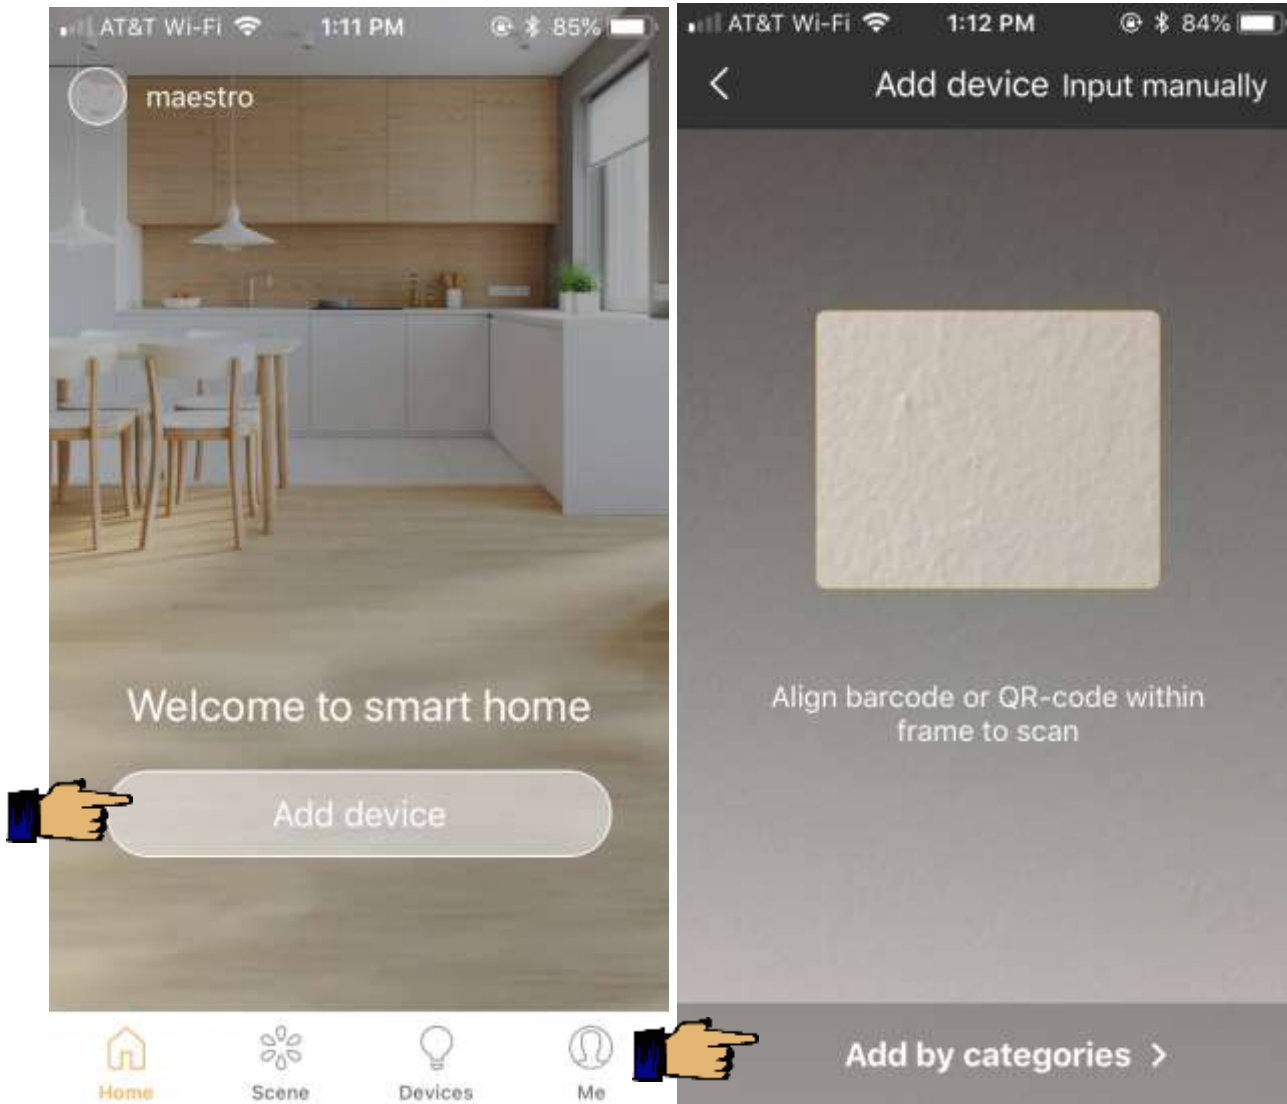 AT&T Wi-Fi 1:11 PM 85%
maestro
Welcome to smart home
Add device
Home Scene Devices Me
AT&T Wi-Fi 1:12 PM 84%
Add device Input manually
Align barcode or QR-code within
frame to scan
Add by categories >